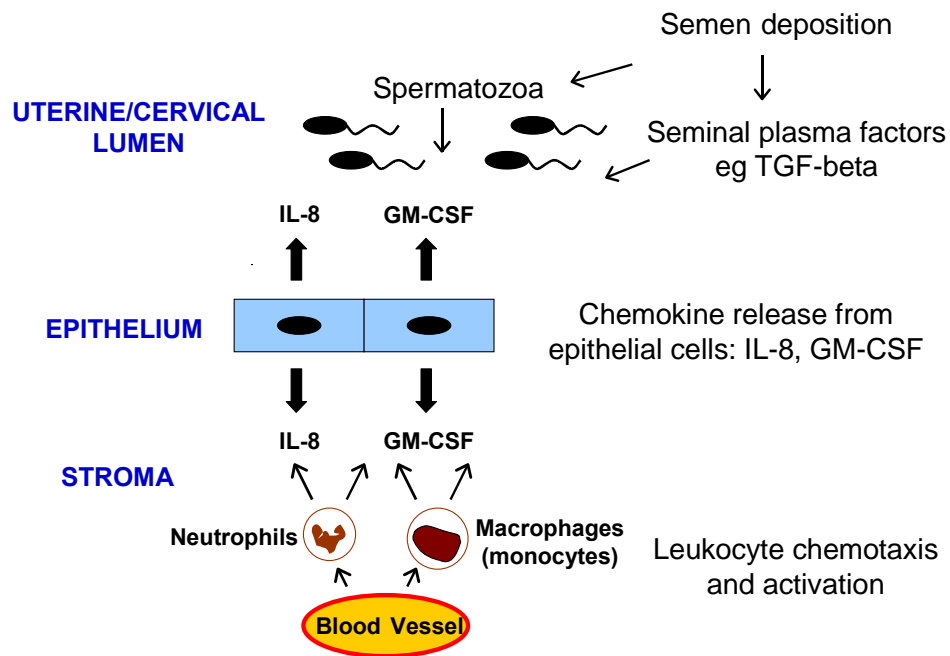 Semen deposition
Spermatozoa
UTERINE/CERVICAL
LUMEN
Seminal plasma factors
eg TGF-beta
IL-8
GM-CSF
EPITHELIUM
Chemokine release from
epithelial cells: IL-8, GM-CSF
IL-8
GM-CSF
STROMA
Neutrophils
Macrophages
(monocytes)
Leukocyte chemotaxis
and activation
Blood Vessel